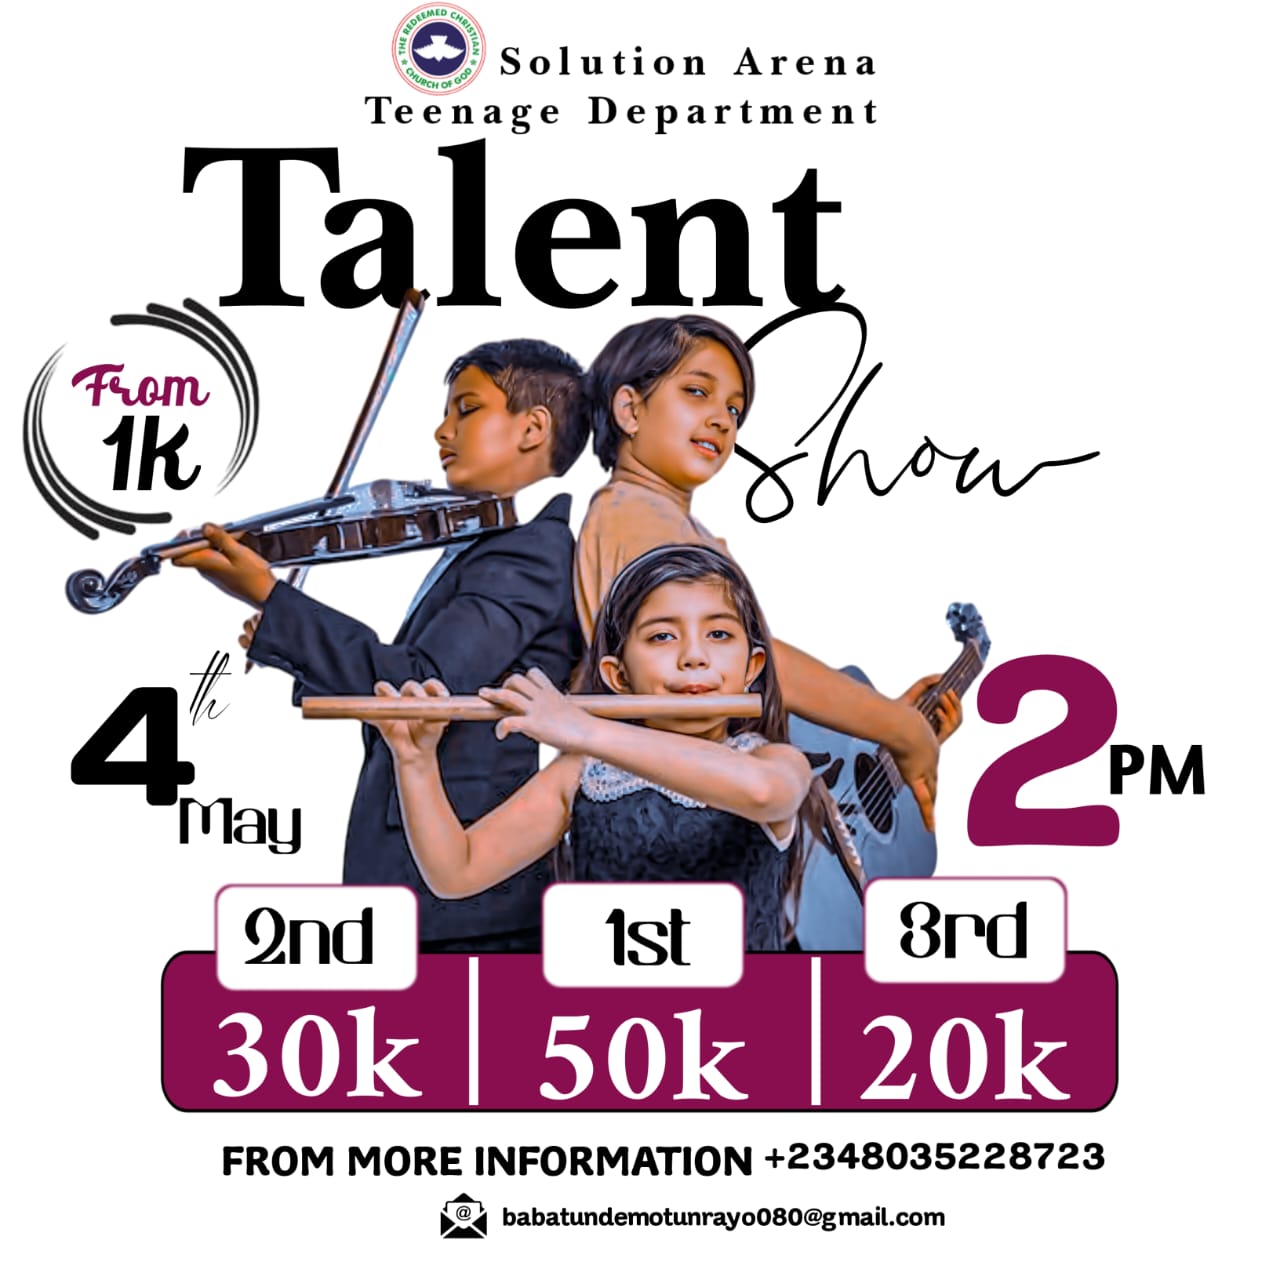 THE REDEEMED CHRISTIAN
CHURCH OF GOD
Solution Arena
Teenage Department
Talent
Show
From
1k
4th
May
2PM
2nd
1st
3rd
30k
50k
20k
FROM MORE INFORMATION +2348035228723
@
babatundemotunrayo080@gmail.com